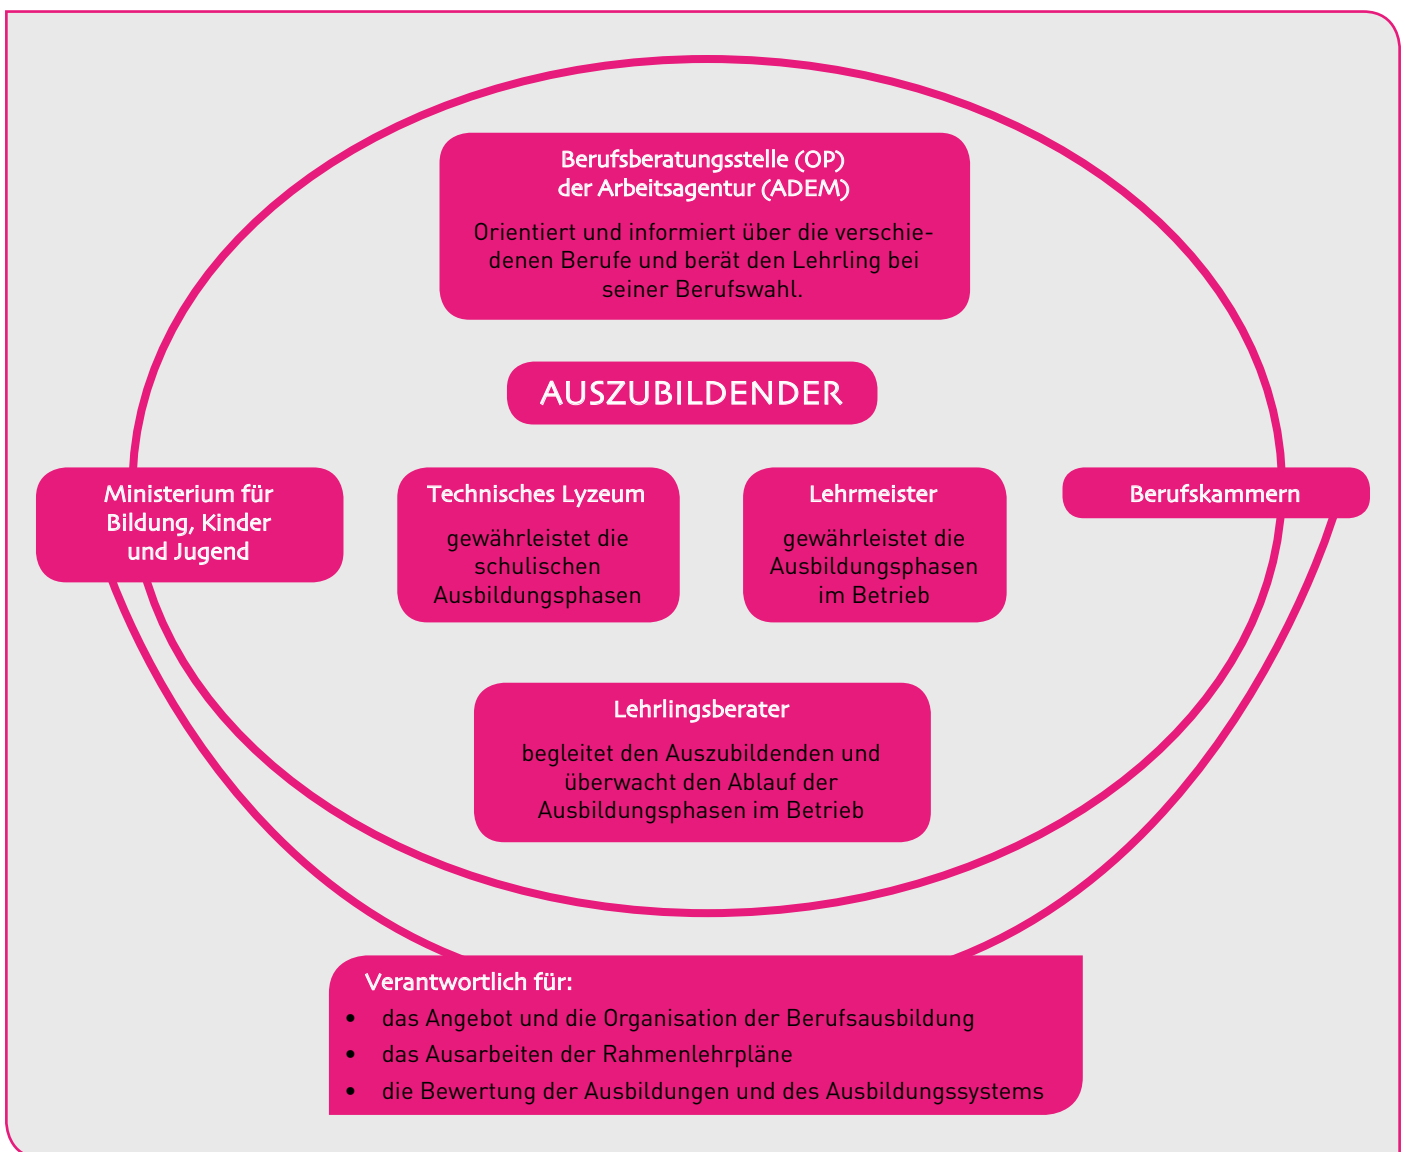 Berufsberatungsstelle (OP)
der Arbeitsagentur (ADEM)
Orientiert und informiert über die verschie-
denen Berufe und berät den Lehrling bei
seiner Berufswahl.
AUSZUBILDENDER
Ministerium für
Bildung, Kinder
und Jugend
Technisches Lyzeum
gewährleistet die
schulischen
Ausbildungsphasen
Lehrmeister
gewährleistet die
Ausbildungsphasen
im Betrieb
Berufskammern
Lehrlingsberater
begleitet den Auszubildenden und
überwacht den Ablauf der
Ausbildungsphasen im Betrieb
Verantwortlich für:
• das Angebot und die Organisation der Berufsausbildung
• das Ausarbeiten der Rahmenlehrpläne
• die Bewertung der Ausbildungen und des Ausbildungssystems